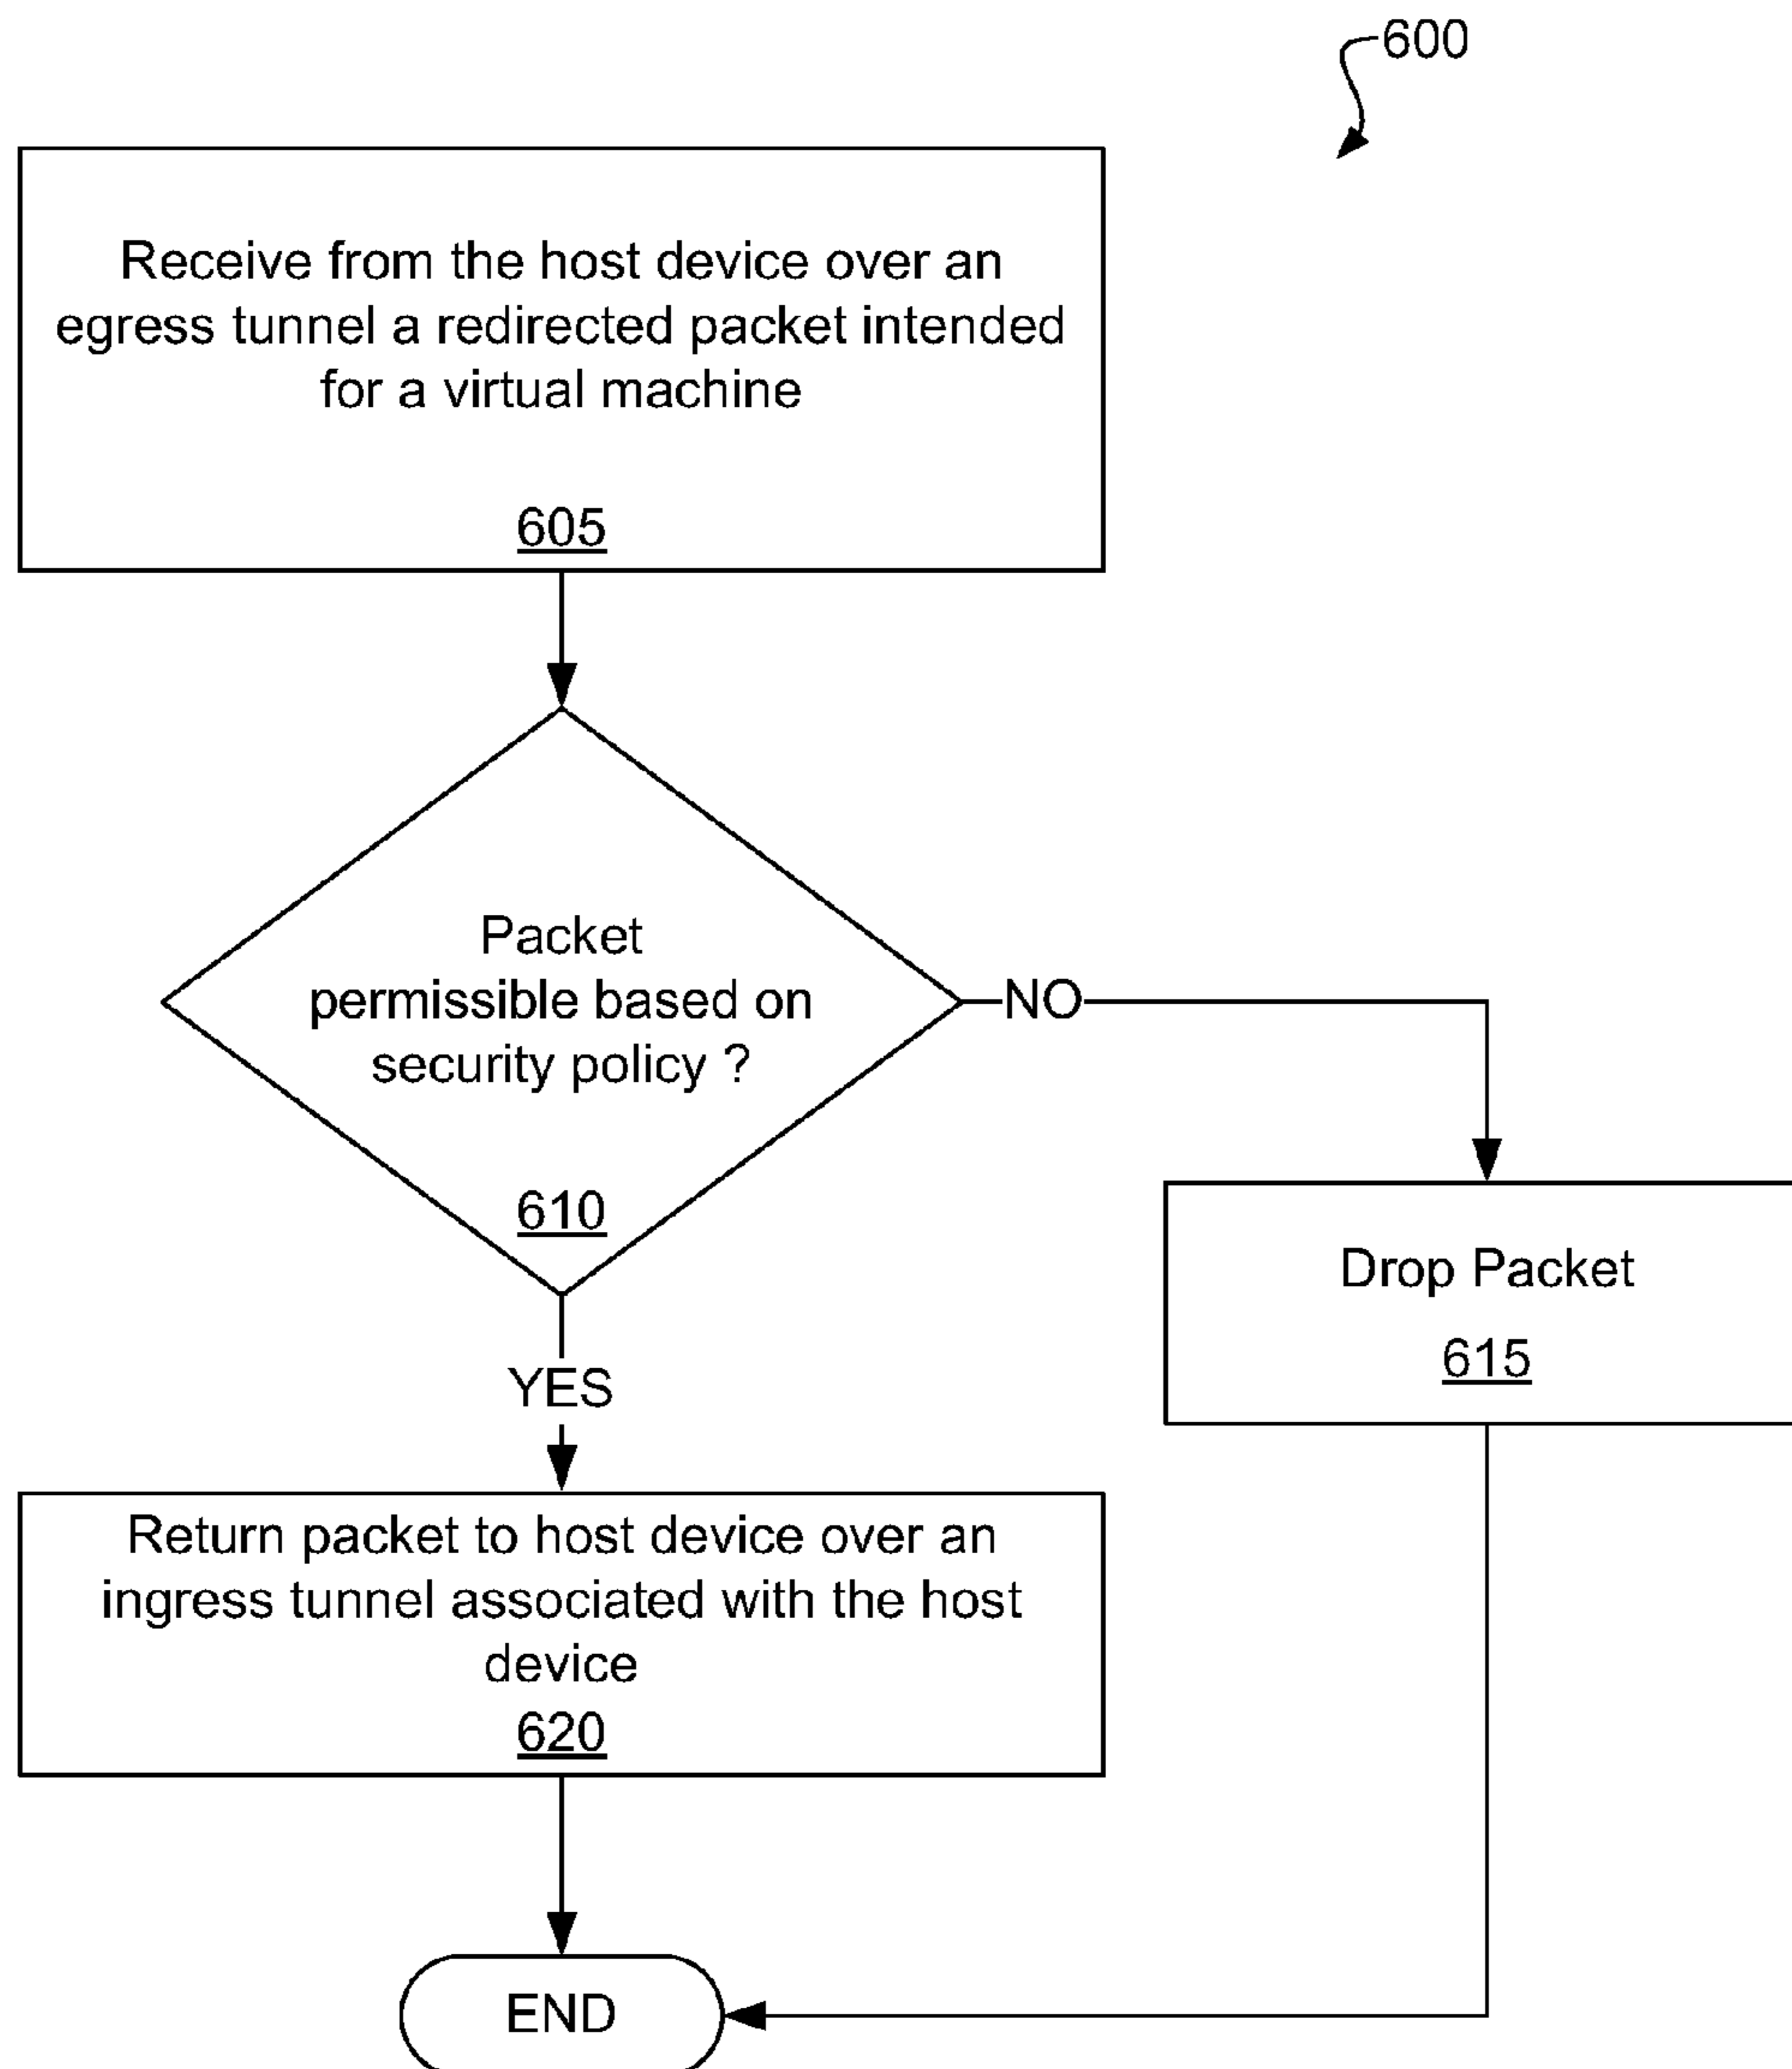 600
Receive from the host device over an
egress tunnel a redirected packet intended
for a virtual machine
605
Packet
permissible based on
security policy ?
610
NO
Drop Packet
615
YES
Return packet to host device over an
ingress tunnel associated with the host
device
620
END